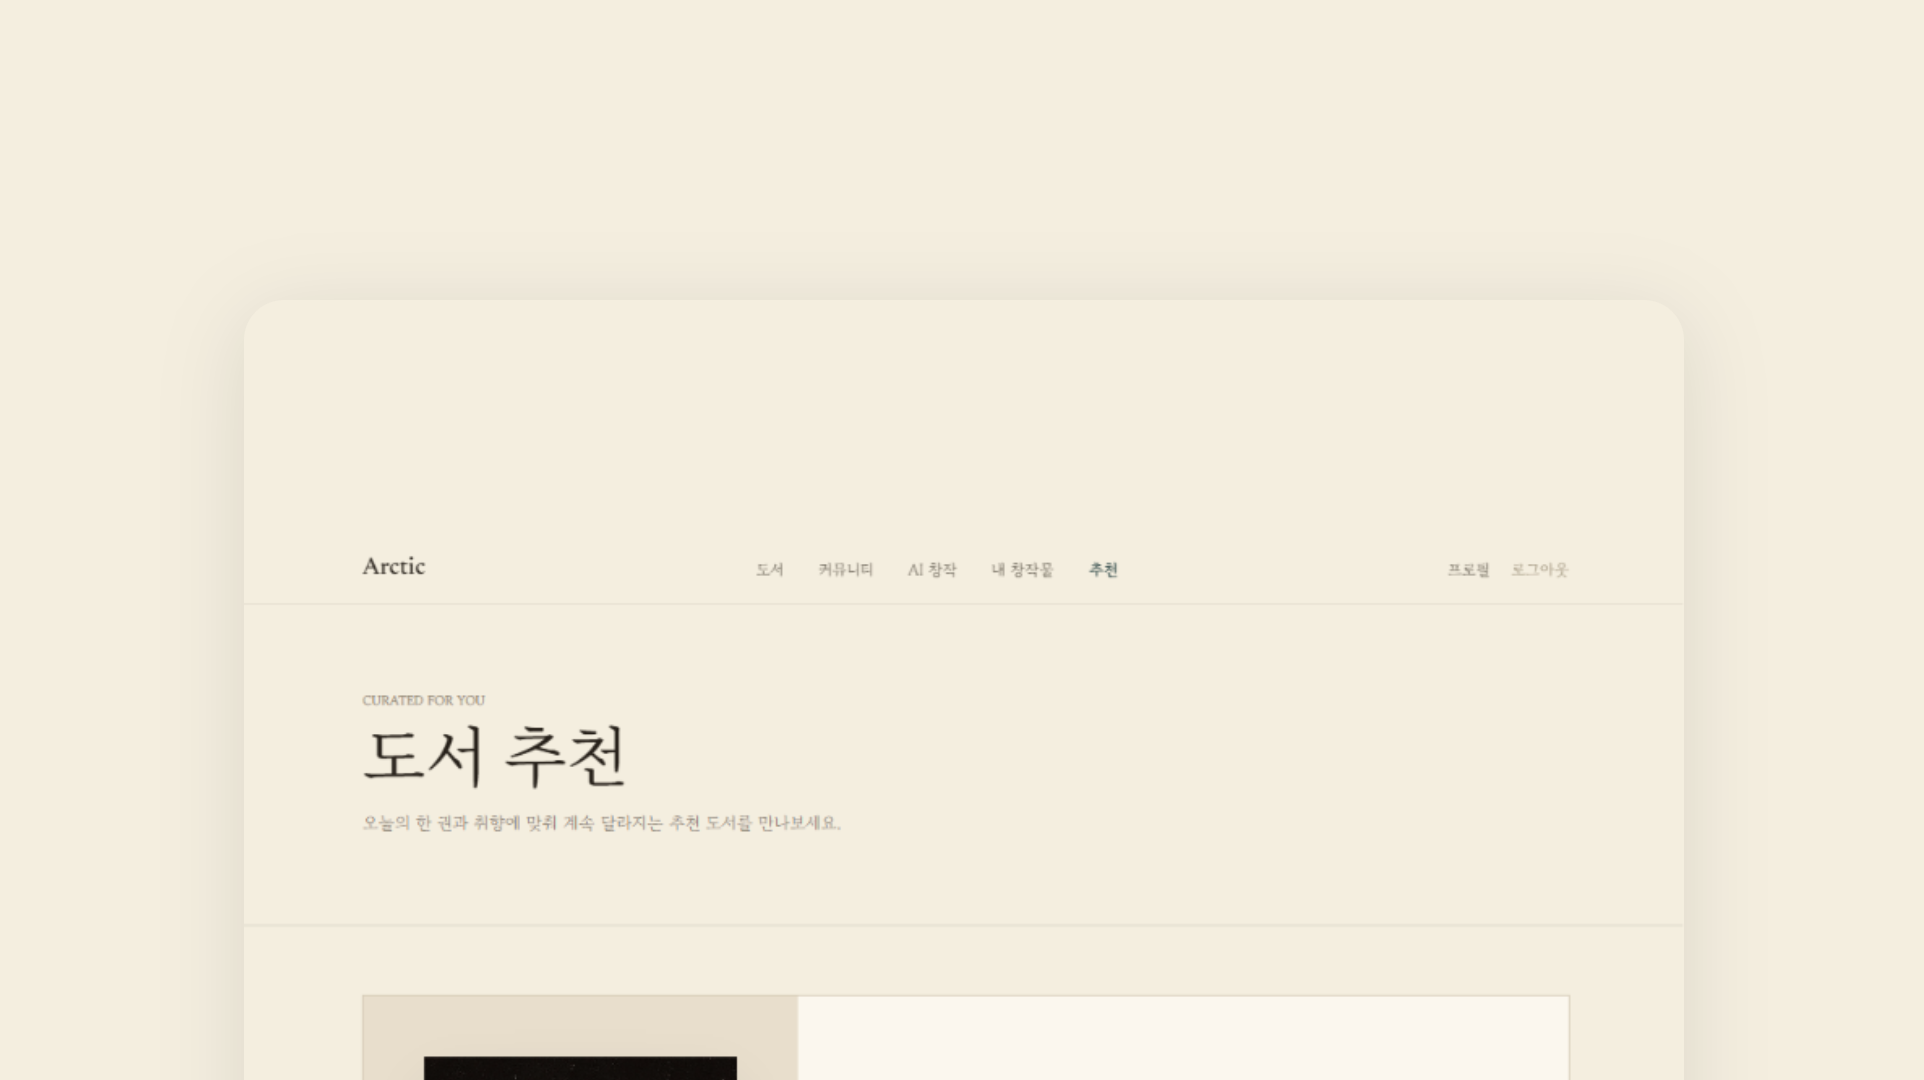 Arctic 도서 커뮤니티 AI 창작 내 창작물 추천 프로필 로그아웃
CURATED FOR YOU
도서 추천
오늘의 한 권과 취향에 맞춰 계속 달라지는 추천 도서를 만나보세요.